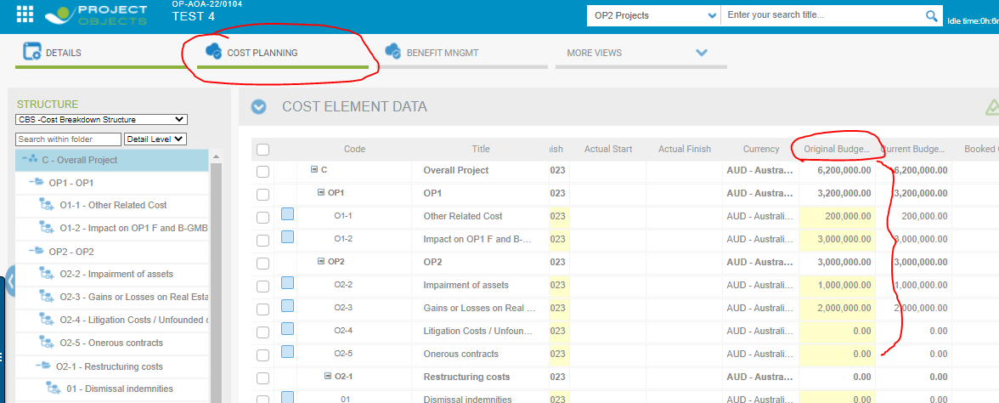 OP-AOA-22/0104
PROJECT
OBJECTS
TEST 4
OP2 Projects
Enter your search title...
Idle time:0h:
DETAILS
COST PLANNING
BENEFIT MNGMT
MORE VIEWS
STRUCTURE
CBS -Cost Breakdown Structure
Search within folder
Detail Level
C - Overall Project
OP1 - OP1
O1-1 - Other Related Cost
O1-2 - Impact on OP1 F and B-GMB
OP2 - OP2
O2-2 - Impairment of assets
O2-3 - Gains or Losses on Real Esta
O2-4 - Litigation Costs / Unfounded
O2-5 - Onerous contracts
O2-1 - Restructuring costs
01 - Dismissal indemnities
COST ELEMENT DATA
Code Title iish Actual Start Actual Finish Currency Original Budge... Current Budge... Booked
C Overall Project 023 AUD - Austra... 6,200,000.00 6,200,000.00
OP1 OP1 023 AUD - Austra... 3,200,000.00 3,200,000.00
O1-1 Other Related Cost 023 AUD - Australi... 200,000.00 200,000.00
O1-2 Impact on OP1 F and B-... 023 AUD - Australi... 3,000,000.00 3,000,000.00
OP2 OP2 023 AUD - Austra... 3,000,000.00 3,000,000.00
O2-2 Impairment of assets 023 AUD - Australi... 1,000,000.00 1,000,000.00
O2-3 Gains or Losses on Real ... 023 AUD - Australi... 2,000,000.00 2,000,000.00
O2-4 Litigation Costs / Unfoun... 023 AUD - Australi... 0.00 0.00
O2-5 Onerous contracts 023 AUD - Australi... 0.00 0.00
O2-1 Restructuring costs 023 AUD - Austra... 0.00 0.00
01 Dismissal indemnities 023 AUD - Australi... 0.00 0.00